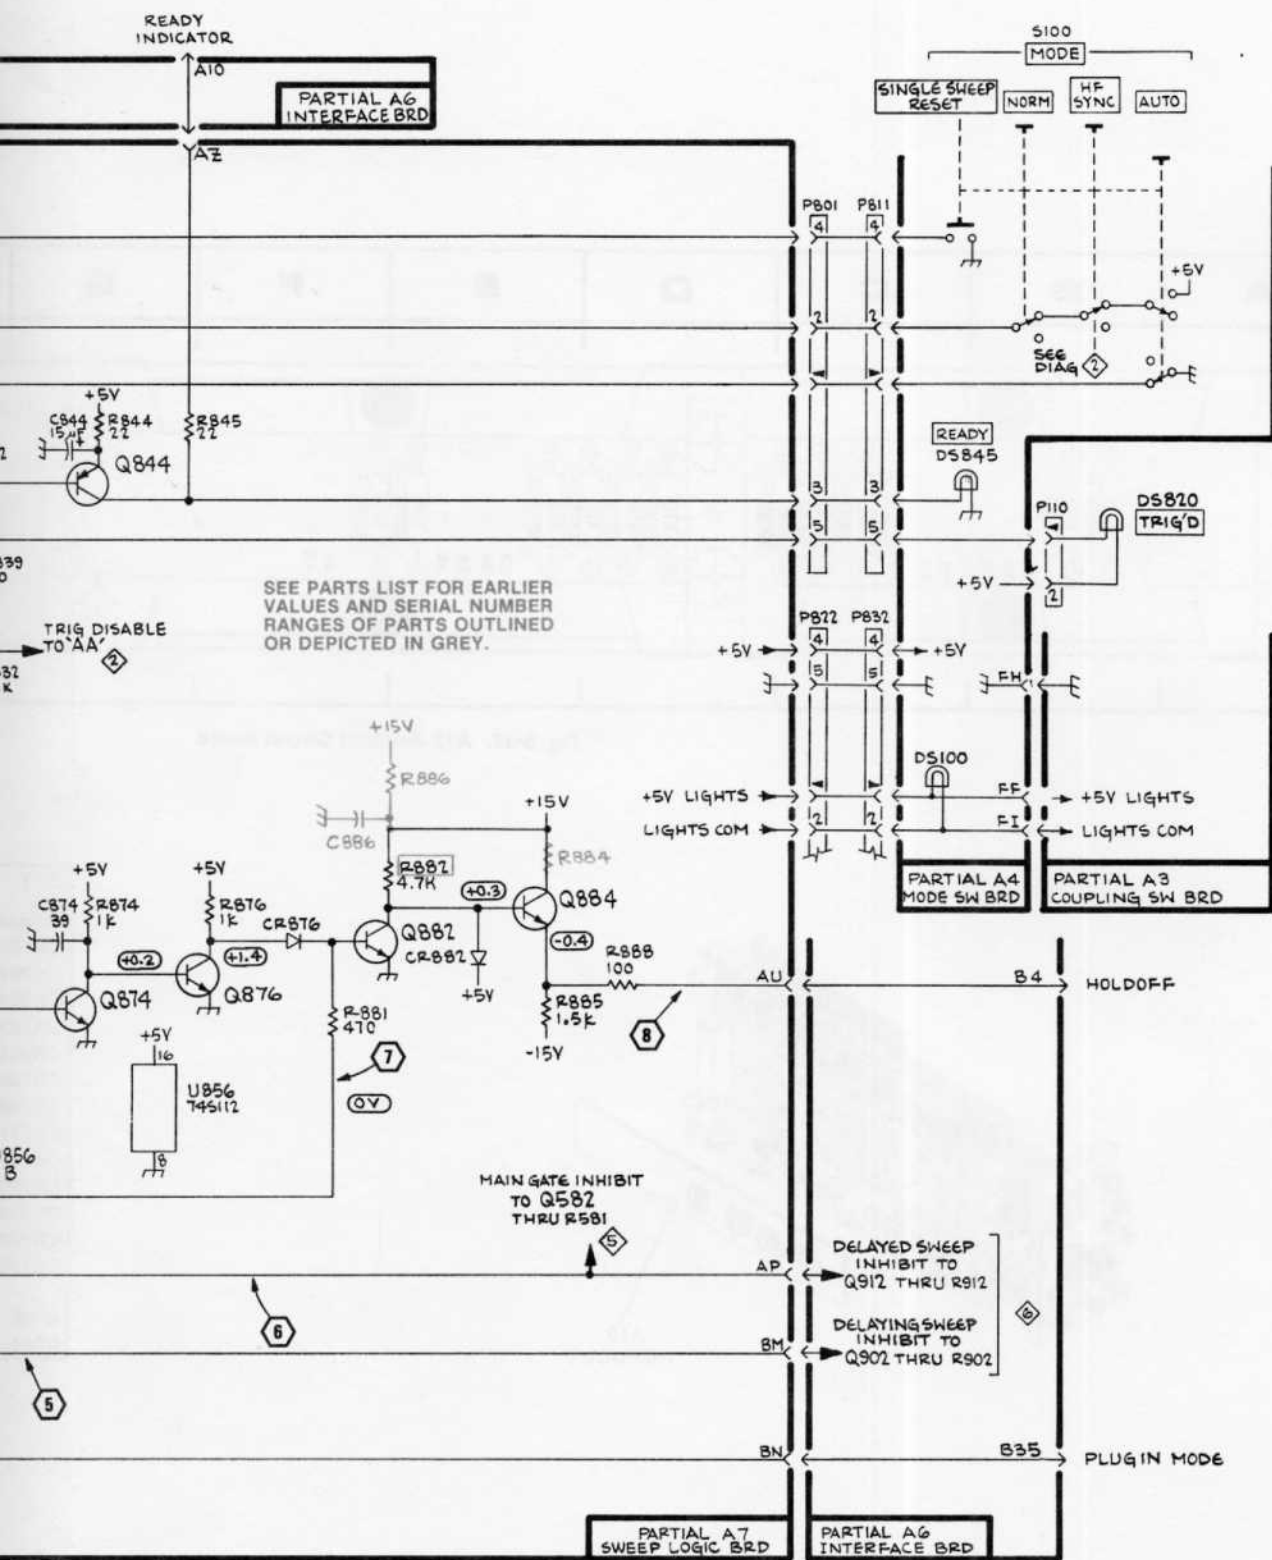 READY
INDICATOR
A10
PARTIAL A6
INTERFACE BRD
AZ
S100
MODE
SINGLE SWEEP
RESET
NORM
HF
SYNC
AUTO
P801
P811
4
4
+5V
2
2
SEE
DIAG 2
+5V
C844
15µF
R844
22
R845
22
Q844
READY
DS845
3
3
5
5
P110
DS820
TRIG'D
+5V
2
839
SEE PARTS LIST FOR EARLIER
VALUES AND SERIAL NUMBER
RANGES OF PARTS OUTLINED
OR DEPICTED IN GREY.
TRIG DISABLE
TO 'AA'
2
832
K
P822
P832
+5V
4
4
+5V
5
5
FH
+15V
R886
C886
DS100
+5V LIGHTS
FF
+5V LIGHTS
LIGHTS COM
2
2
FI
LIGHTS COM
+15V
R884
R882
4.7K
PARTIAL A4
MODE SW BRD
PARTIAL A3
COUPLING SW BRD
+5V
C874
39
R874
1K
+5V
R876
1K
CR876
+0.3
Q884
Q882
CR882
+5V
-0.4
R888
100
+0.2
+1.4
Q874
Q876
AU
B4
HOLDOFF
R885
1.5K
-15V
8
R881
470
7
0V
+5V
16
U856
74S112
8
856
B
MAIN GATE INHIBIT
TO Q582
THRU R581
5
AP
DELAYED SWEEP
INHIBIT TO
Q912 THRU R912
6
6
BM
DELAYING SWEEP
INHIBIT TO
Q902 THRU R902
5
BN
B35
PLUGIN MODE
PARTIAL A7
SWEEP LOGIC BRD
PARTIAL A6
INTERFACE BRD